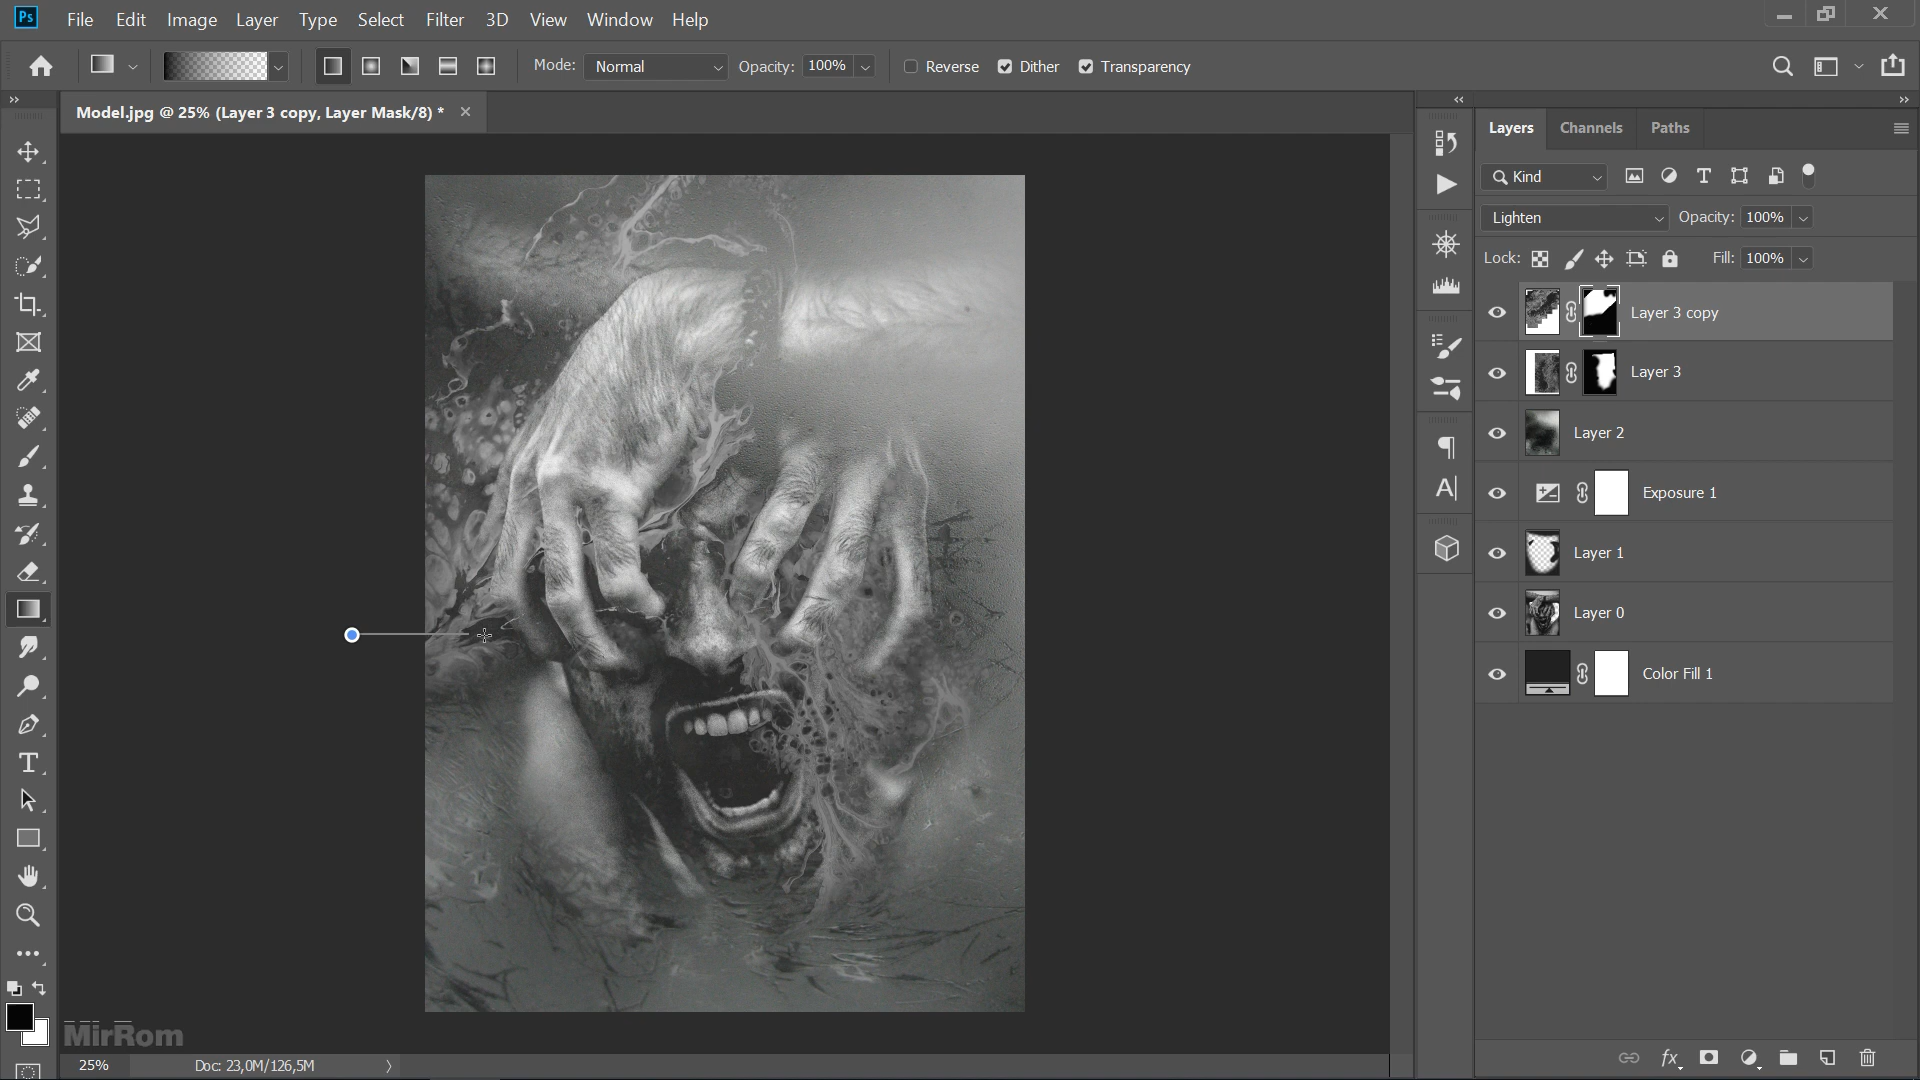 Ps File Edit Image Layer Type Select Filter 3D View Window Help
Mode: Normal Opacity: 100% Reverse Dither Transparency
Model.jpg @ 25% (Layer 3 copy, Layer Mask/8) *
Layers Channels Paths
Kind
Lighten Opacity: 100%
Lock: Fill: 100%
Layer 3 copy
Layer 3
Layer 2
Exposure 1
Layer 1
Layer 0
Color Fill 1
MirRom
25% Doc: 23,0M/126,5M